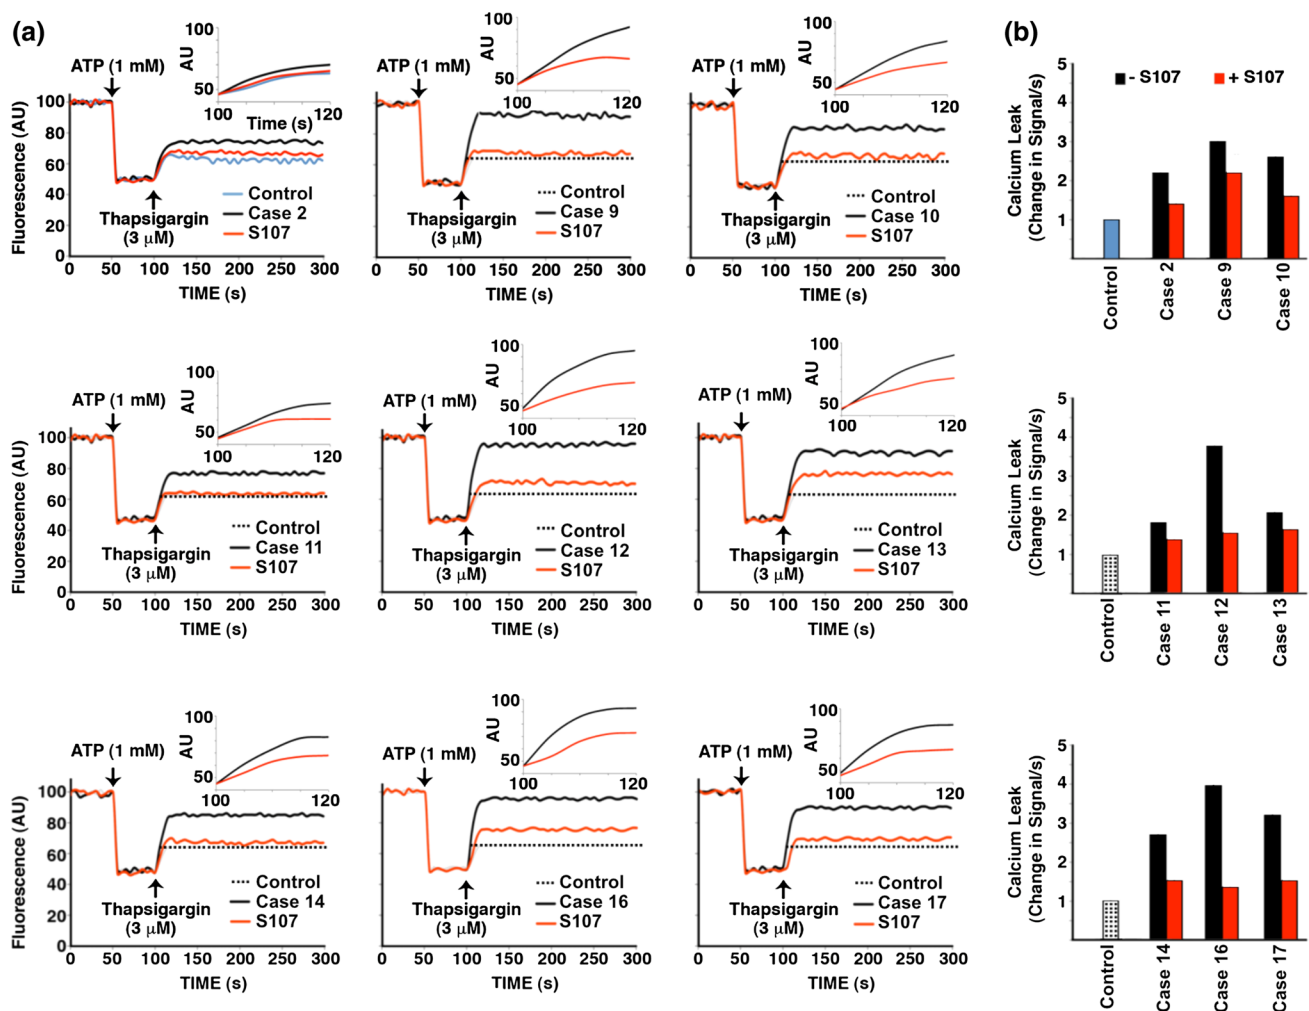 (a)
ATP (1 mM)
AU
100
50
100
120
Time (s)
Fluorescence (AU)
100
80
60
40
20
0
Control
Case 2
S107
Thapsigargin
(3 μM)
0 50 100 150 200 250 300
TIME (s)
ATP (1 mM)
AU
100
50
100
120
Control
Case 9
S107
Thapsigargin
(3 μM)
0 50 100 150 200 250 300
TIME (s)
ATP (1 mM)
AU
100
50
100
120
Control
Case 10
S107
Thapsigargin
(3 μM)
0 50 100 150 200 250 300
TIME (s)
(b)
Calcium Leak
(Change in Signal/s)
5
4
3
2
1
- S107
+ S107
Control
Case 2
Case 9
Case 10
ATP (1 mM)
AU
100
50
100
120
Fluorescence (AU)
100
80
60
40
20
0
Control
Case 11
S107
Thapsigargin
(3 μM)
0 50 100 150 200 250 300
TIME (s)
ATP (1 mM)
AU
100
50
100
120
Control
Case 12
S107
Thapsigargin
(3 μM)
0 50 100 150 200 250 300
TIME (s)
ATP (1 mM)
AU
100
50
100
120
Control
Case 13
S107
Thapsigargin
(3 μM)
0 50 100 150 200 250 300
TIME (s)
Calcium Leak
(Change in Signal/s)
5
4
3
2
1
Control
Case 11
Case 12
Case 13
ATP (1 mM)
AU
100
50
100
120
Fluorescence (AU)
100
80
60
40
20
0
Control
Case 14
S107
Thapsigargin
(3 μM)
0 50 100 150 200 250 300
TIME (s)
ATP (1 mM)
AU
100
50
100
120
Control
Case 16
S107
Thapsigargin
(3 μM)
0 50 100 150 200 250 300
TIME (s)
ATP (1 mM)
AU
100
50
100
120
Control
Case 17
S107
Thapsigargin
(3 μM)
0 50 100 150 200 250 300
TIME (s)
Calcium Leak
(Change in Signal/s)
5
4
3
2
1
Control
Case 14
Case 16
Case 17